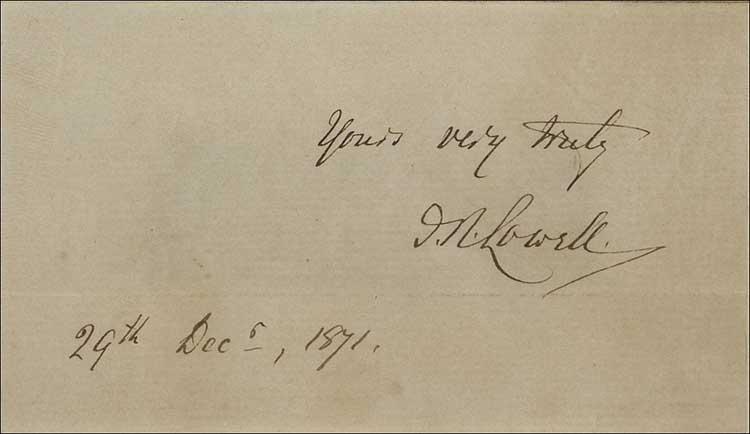 Yours very truly
J. R. Lowell.
29th Decr, 1871.